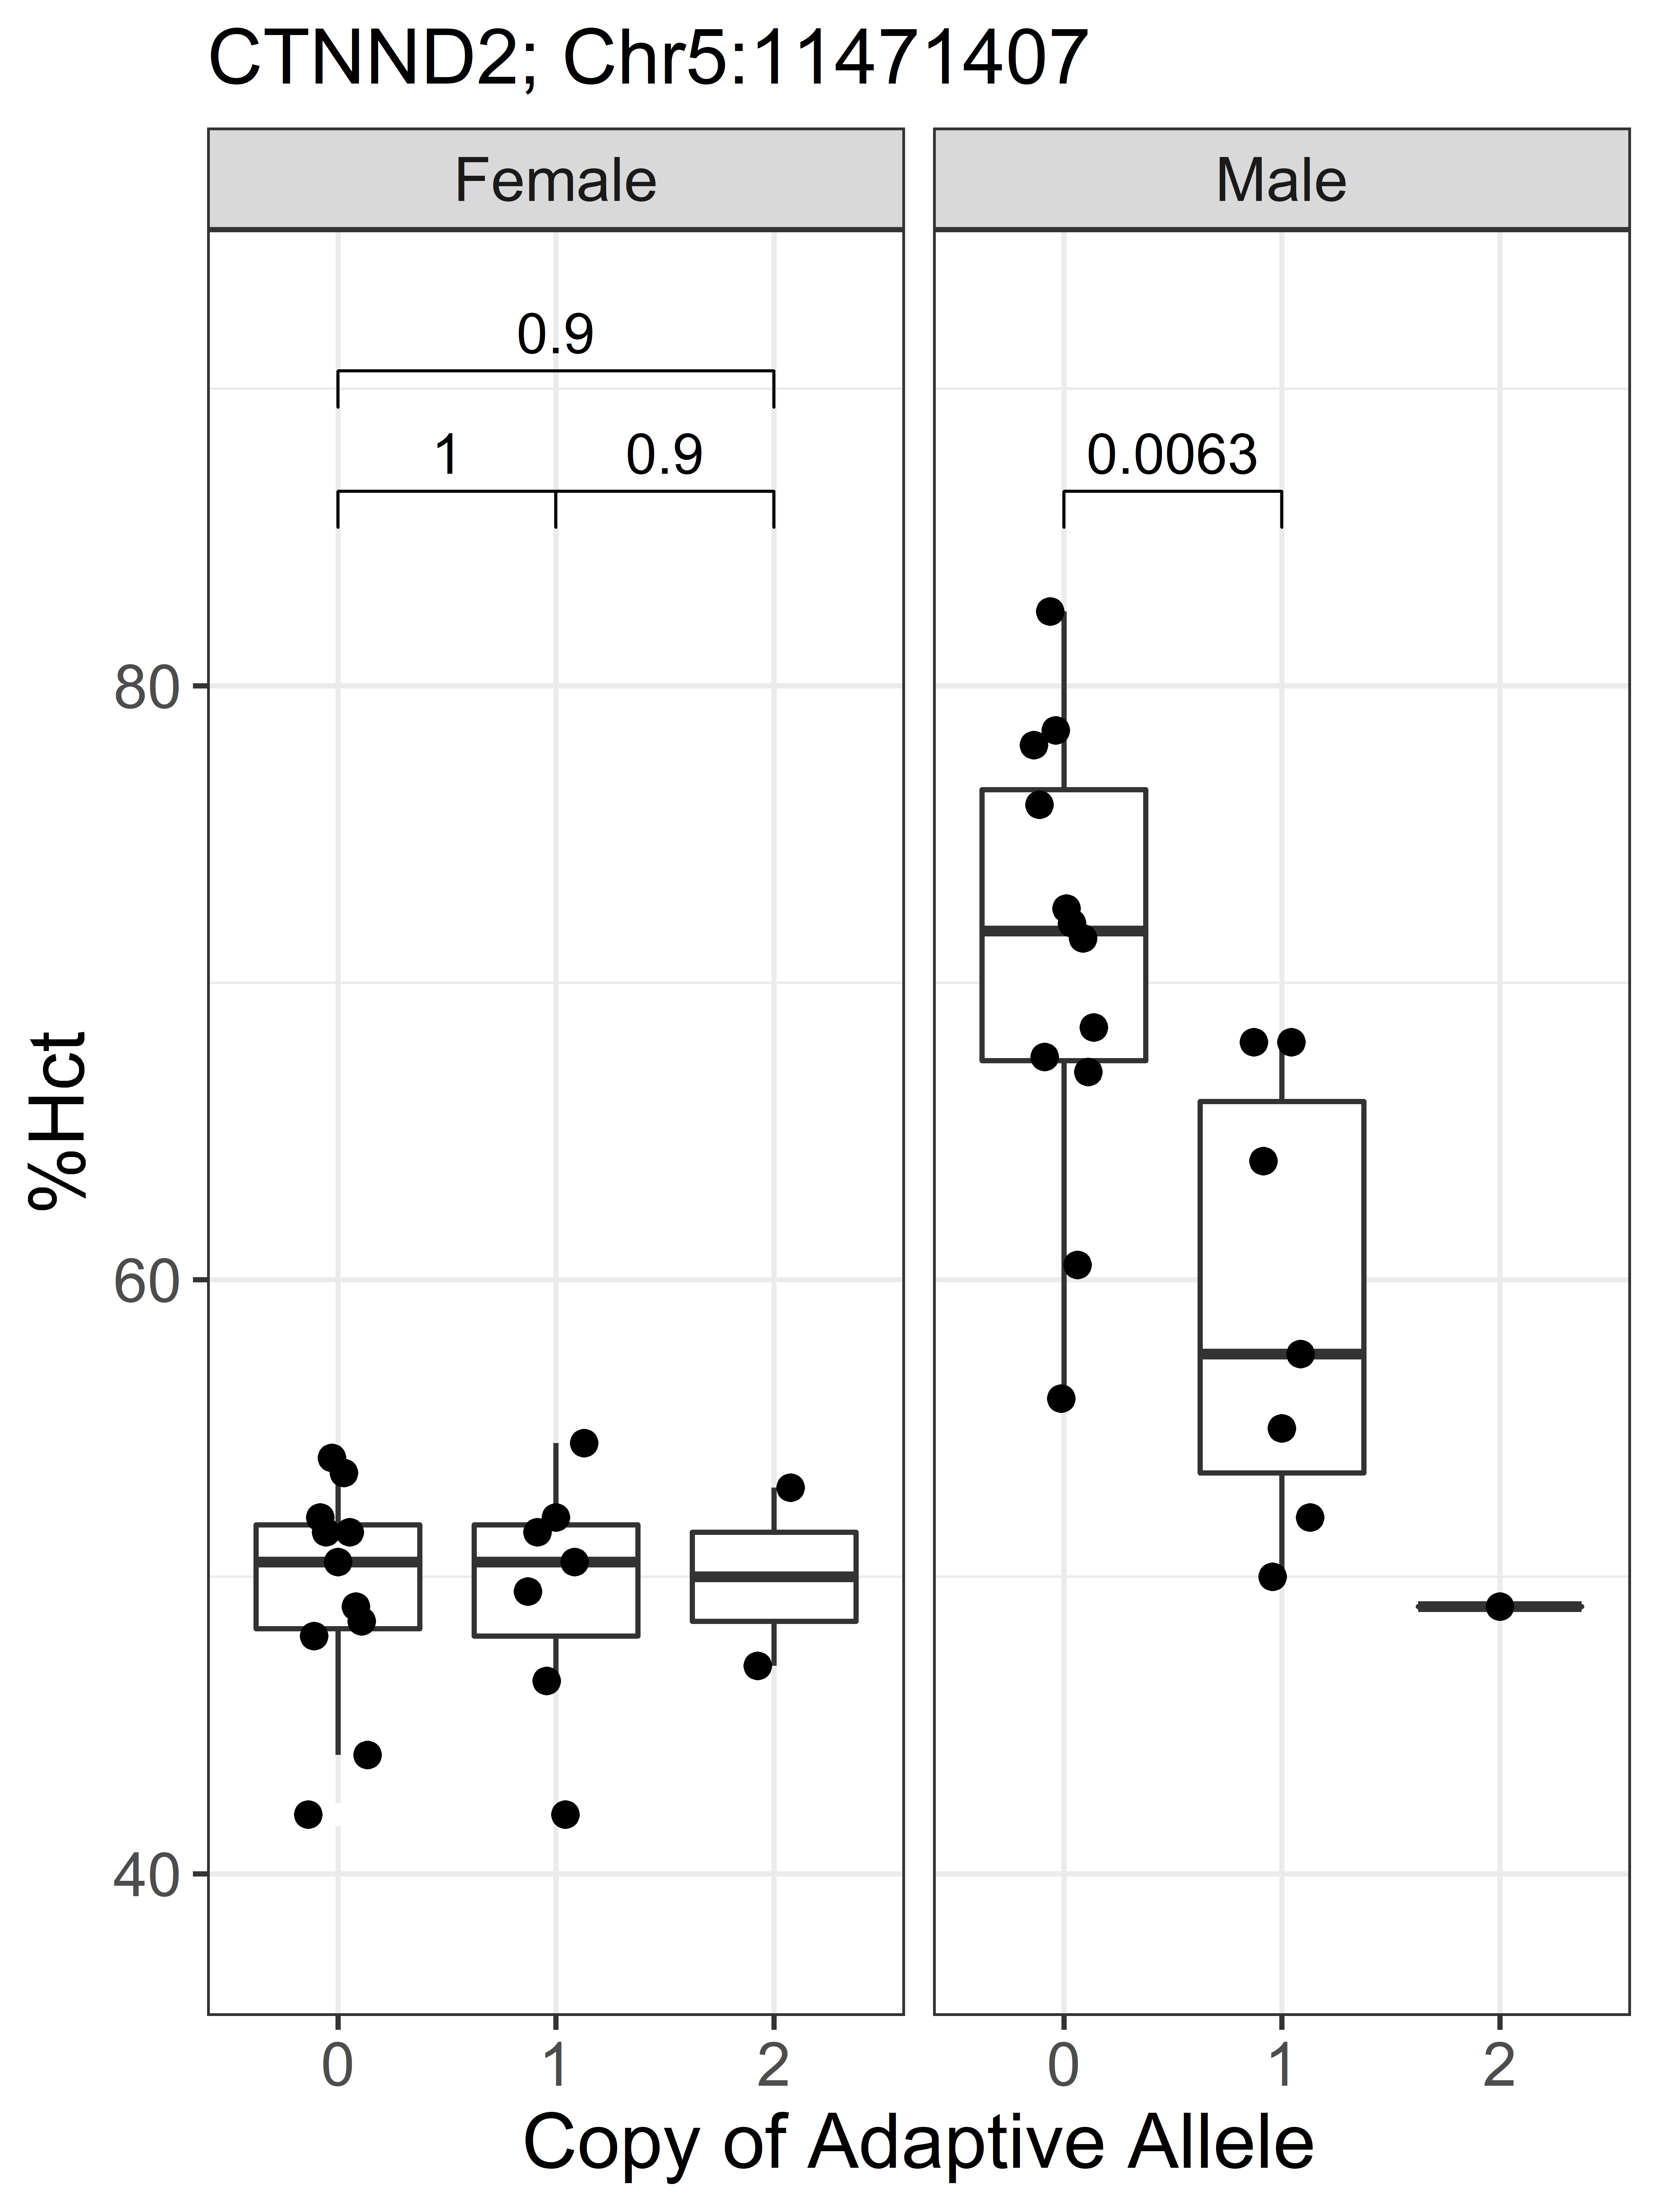 CTNND2; Chr5:11471407
Female
Male
0.9
1
0.9
0.0063
80
60
40
%Hct
0
1
2
0
1
2
Copy of Adaptive Allele